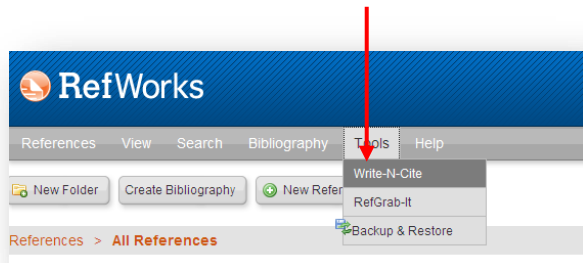 RefWorks
References View Search Bibliography Tools Help
Write-N-Cite
New Folder Create Bibliography New Refer
RefGrab-It
Backup & Restore
References > All References